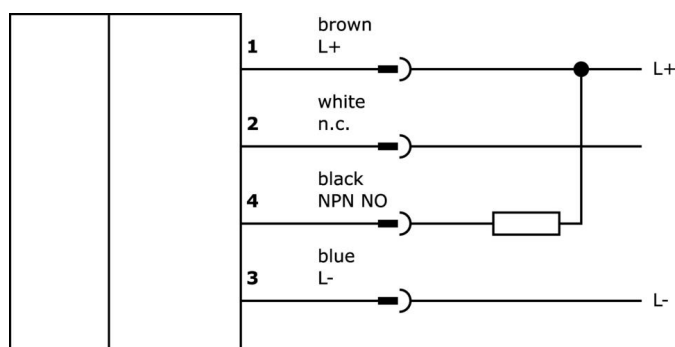 brown
1 L+
L+
white
2 n.c.
black
4 NPN NO
blue
3 L-
L-